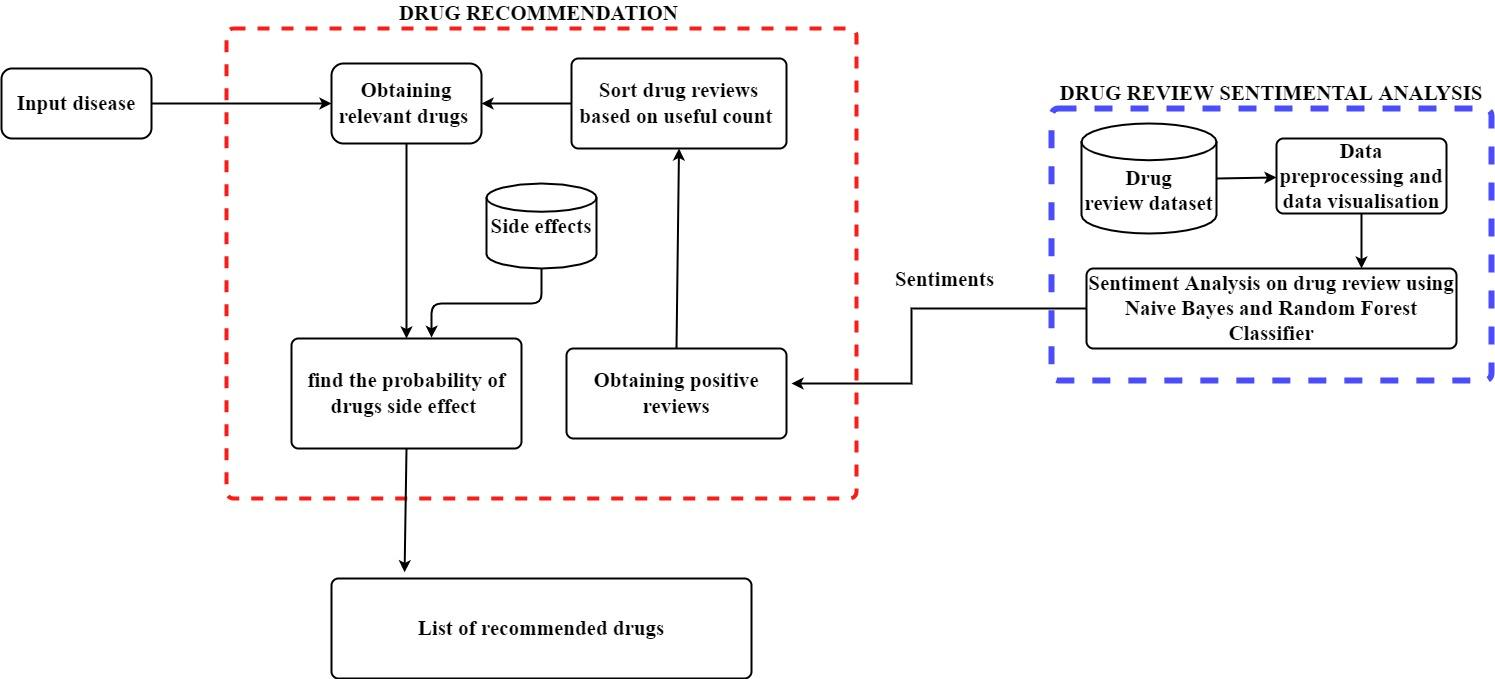 DRUG RECOMMENDATION
Input disease
Obtaining
relevant drugs
Sort drug reviews
based on useful count
Side effects
find the probability of
drugs side effect
Obtaining positive
reviews
List of recommended drugs
Sentiments
DRUG REVIEW SENTIMENTAL ANALYSIS
Drug
review dataset
Data
preprocessing and
data visualisation
Sentiment Analysis on drug review using
Naive Bayes and Random Forest
Classifier